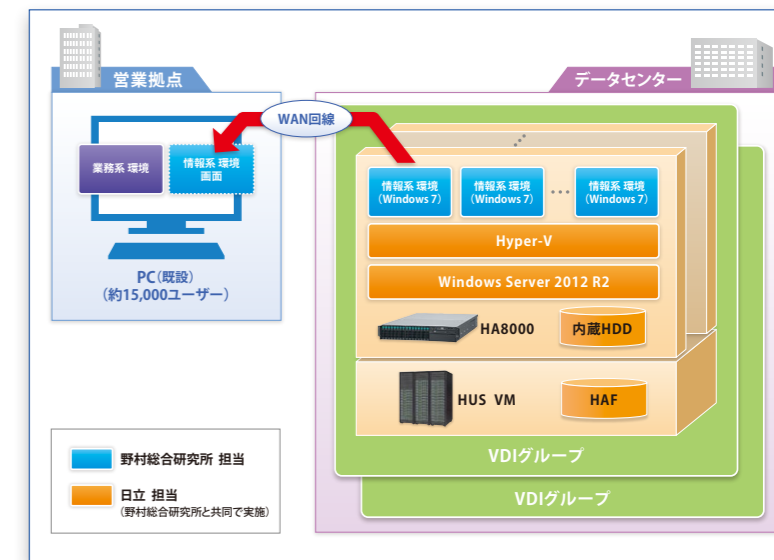 営業拠点
データセンター
WAN回線
業務系 環境
情報系 環境
画面
PC(既設)
(約15,000ユーザー)
⋰
情報系 環境
(Windows 7)
情報系 環境
(Windows 7)
…
情報系 環境
(Windows 7)
Hyper-V
Windows Server 2012 R2
HA8000
内蔵HDD
HUS VM
HAF
VDIグループ
VDIグループ
野村総合研究所 担当
日立 担当
(野村総合研究所と共同で実施)